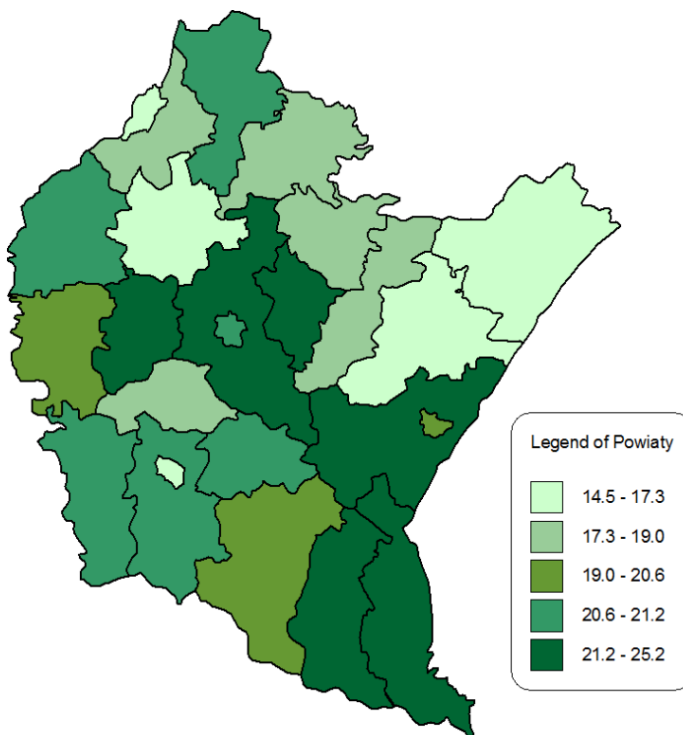 Legend of Powiaty
14.5 - 17.3
17.3 - 19.0
19.0 - 20.6
20.6 - 21.2
21.2 - 25.2